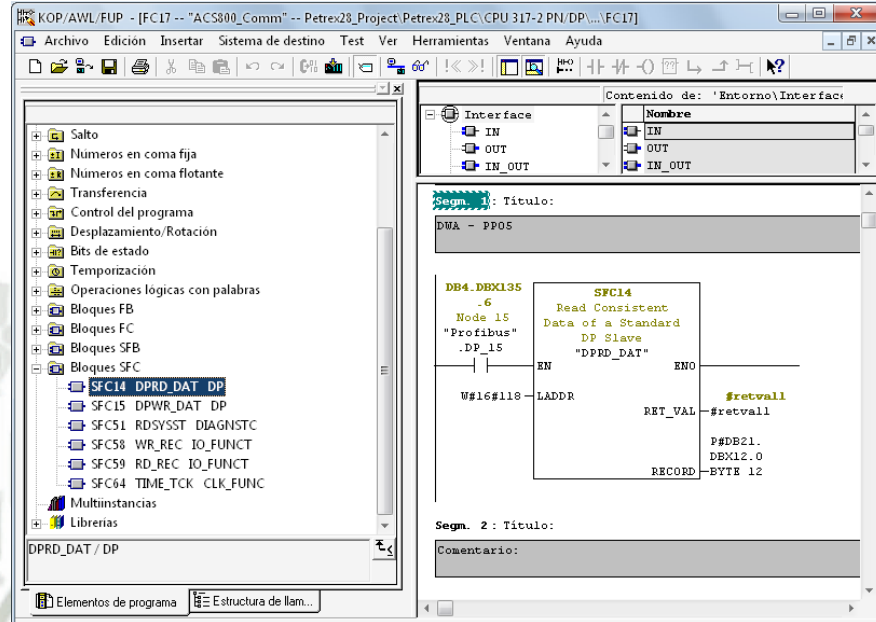 KOP/AWL/FUP - [FC17 -- "ACS800_Comm" -- Petrex28_Project\Petrex28_PLC\CPU 317-2 PN/DP\...\FC17]
Archivo Edición Insertar Sistema de destino Test Ver Herramientas Ventana Ayuda
Contenido de: 'Entorno\Interface
Interface
IN
OUT
IN_OUT
Nombre
IN
OUT
IN_OUT
Salto
Números en coma fija
Números en coma flotante
Transferencia
Control del programa
Desplazamiento/Rotación
Bits de estado
Temporización
Operaciones lógicas con palabras
Bloques FB
Bloques FC
Bloques SFB
Bloques SFC
SFC14 DPRD_DAT DP
SFC15 DPWR_DAT DP
SFC51 RDSYSST DIAGNSTC
SFC58 WR_REC IO_FUNCT
SFC59 RD_REC IO_FUNCT
SFC64 TIME_TCK CLK_FUNC
Multiinstancias
Librerías
DPRD_DAT / DP
Elementos de programa
Estructura de llam...
Segm. 1: Título:
DWA - PPO5
DB4.DBX135
.6
Node 15
"Profibus"
.DP_15
SFC14
Read Consistent
Data of a Standard
DP Slave
"DPRD_DAT"
EN ENO
W#16#118 LADDR
#retval1
RET_VAL #retval1
P#DB21.
DBX12.0
RECORD BYTE 12
Segm. 2 : Título:
Comentario: